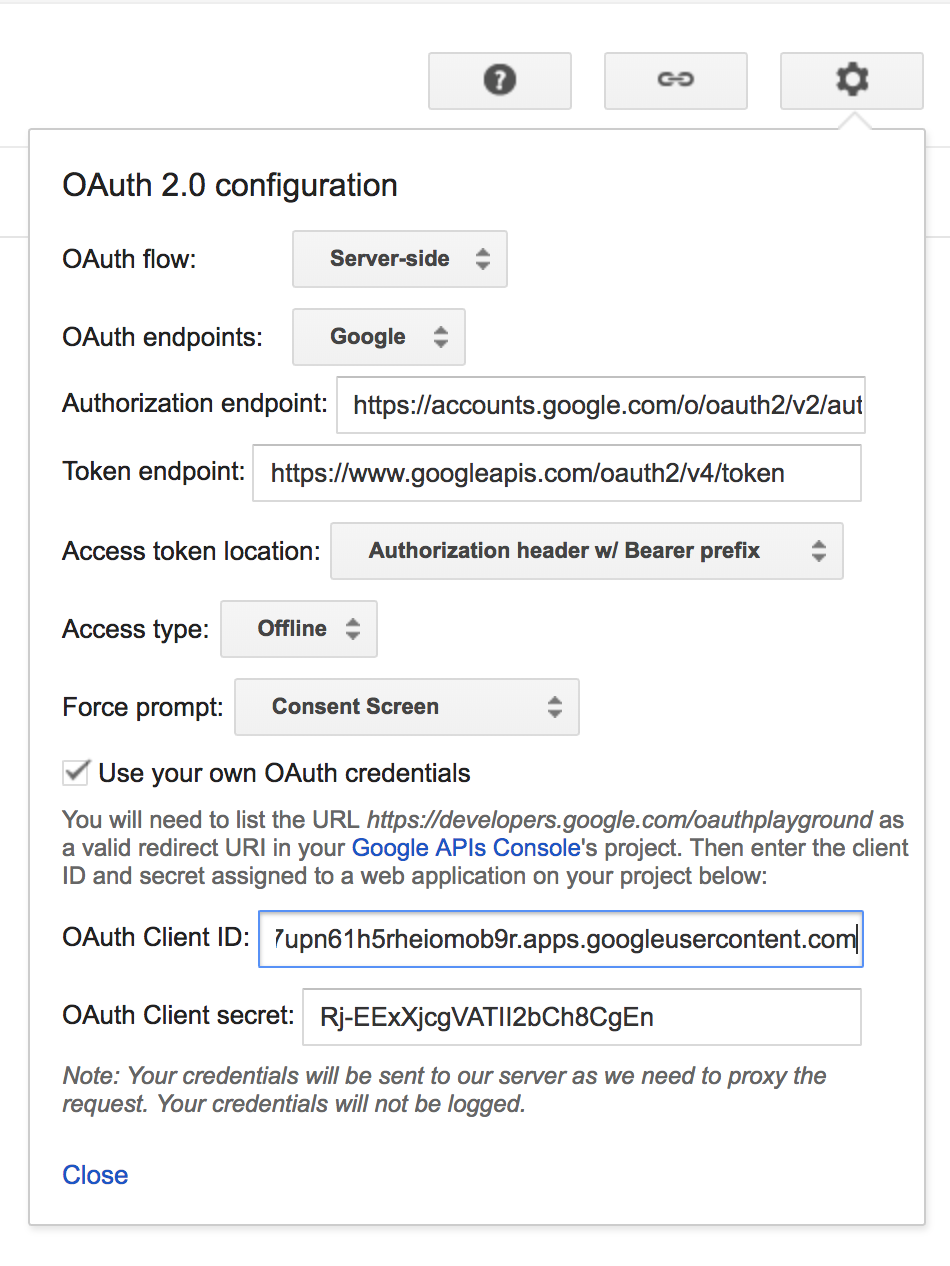 OAuth 2.0 configuration
OAuth flow: Server-side
OAuth endpoints: Google
Authorization endpoint: https://accounts.google.com/o/oauth2/v2/aut
Token endpoint: https://www.googleapis.com/oauth2/v4/token
Access token location: Authorization header w/ Bearer prefix
Access type: Offline
Force prompt: Consent Screen
Use your own OAuth credentials
You will need to list the URL https://developers.google.com/oauthplayground as
a valid redirect URI in your Google APIs Console's project. Then enter the client
ID and secret assigned to a web application on your project below:
OAuth Client ID: 7upn61h5rheiomob9r.apps.googleusercontent.com
OAuth Client secret: Rj-EExXjcgVATII2bCh8CgEn
Note: Your credentials will be sent to our server as we need to proxy the
request. Your credentials will not be logged.
Close